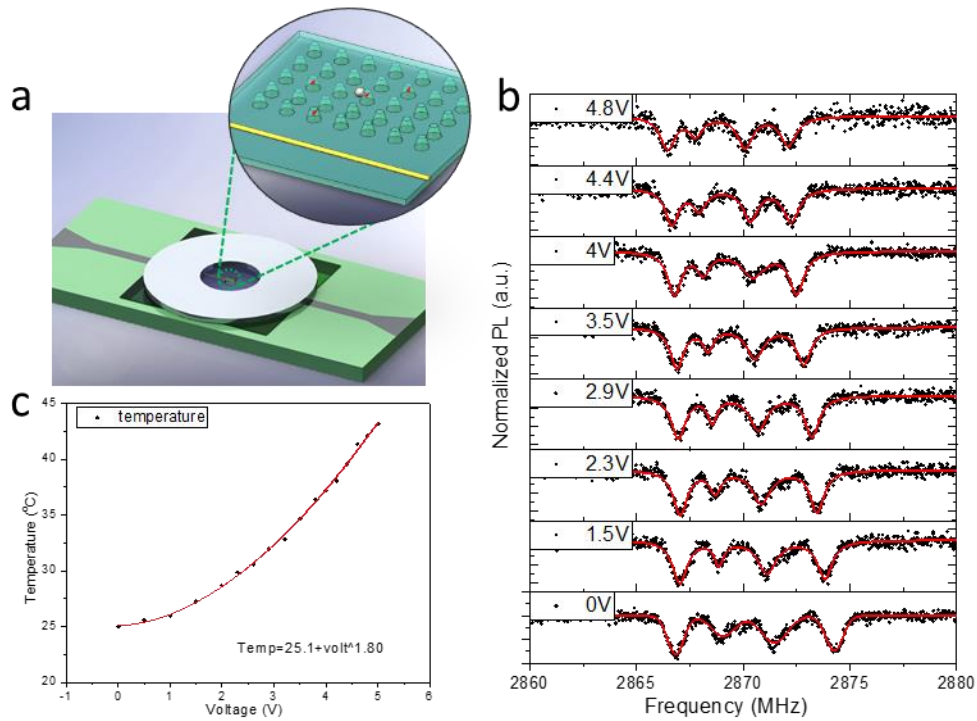 a
b
4.8V
4.4V
4V
3.5V
2.9V
2.3V
1.5V
0V
Normalized PL (a.u.)
2860 2865 2870 2875 2880
Frequency (MHz)
c
temperature
45
40
35
30
25
20
Temperature (°C)
Temp=25.1+volt^1.80
-1 0 1 2 3 4 5 6
Voltage (V)